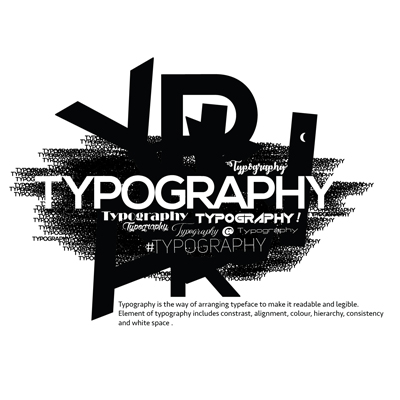 Typography
TYPOGRAPHY
Typography TYPOGRAPHY !
Typography Typography @ Typography
#TYPOGRAPHY
Typography is the way of arranging typeface to make it readable and legible.
Element of typography includes constrast, alignment, colour, hierarchy, consistency
and white space .